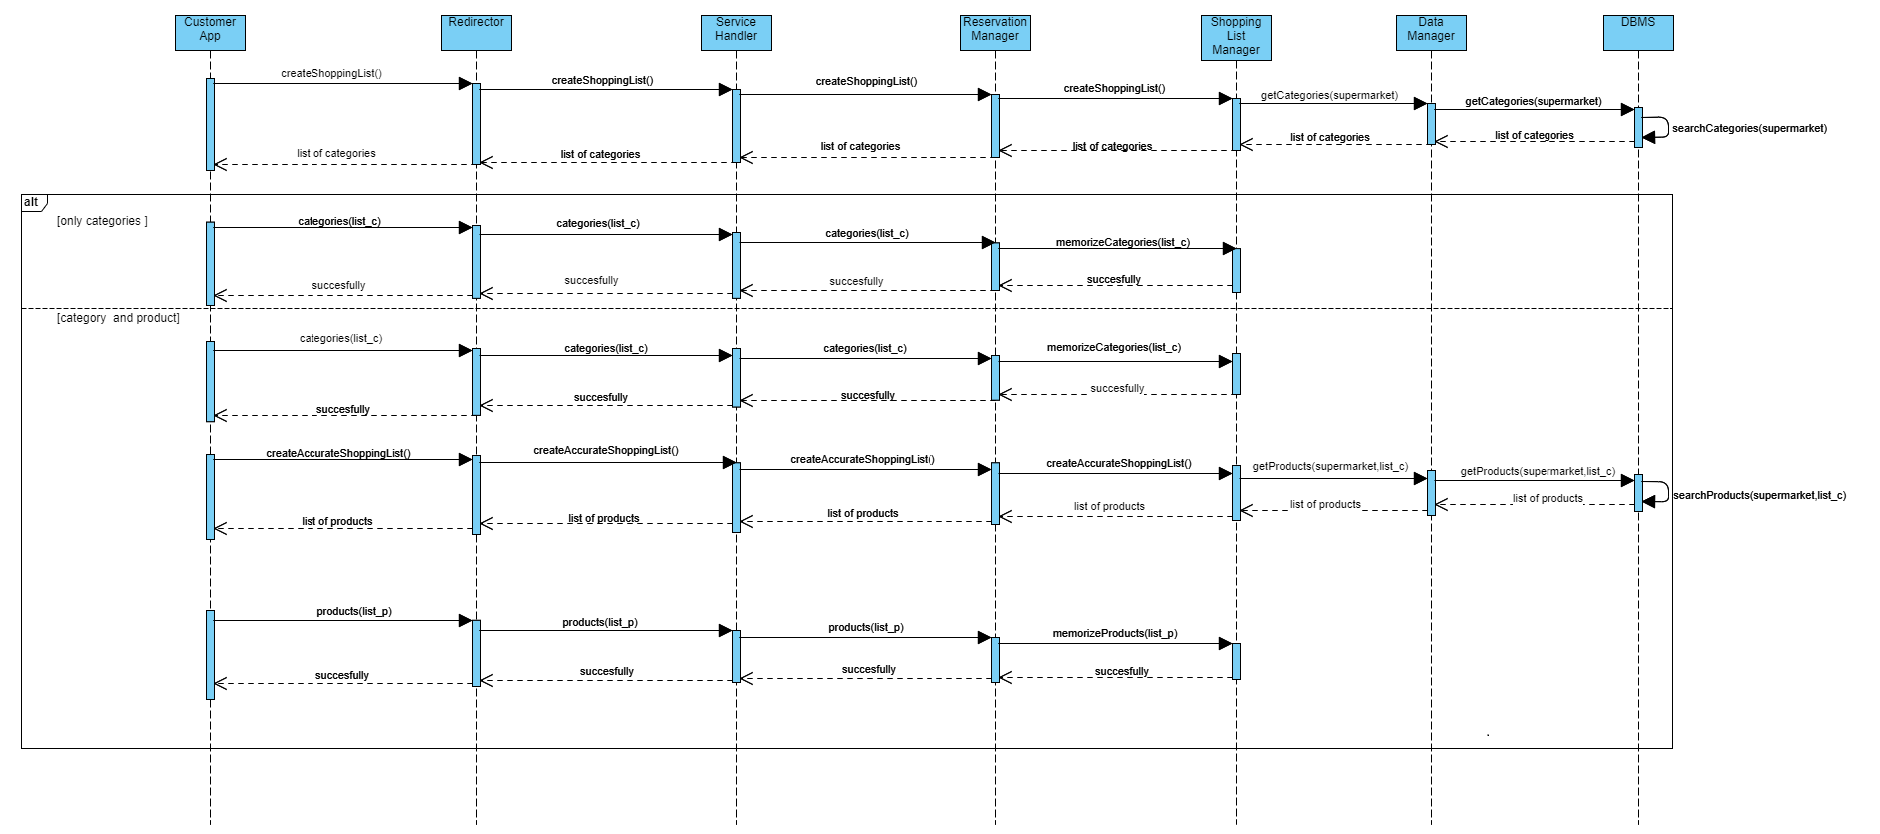 Customer
App
Redirector
Service
Handler
Reservation
Manager
Shopping
List
Manager
Data
Manager
DBMS
createShoppingList()
createShoppingList()
createShoppingList()
createShoppingList()
getCategories(supermarket)
getCategories(supermarket)
searchCategories(supermarket)
list of categories
list of categories
list of categories
list of categories
list of categories
list of categories
alt
[only categories ]
categories(list_c)
categories(list_c)
categories(list_c)
memorizeCategories(list_c)
succesfully
succesfully
succesfully
succesfully
[category  and product]
categories(list_c)
categories(list_c)
categories(list_c)
memorizeCategories(list_c)
succesfully
succesfully
succesfully
succesfully
createAccurateShoppingList()
createAccurateShoppingList()
createAccurateShoppingList()
createAccurateShoppingList()
getProducts(supermarket,list_c)
getProducts(supermarket,list_c)
searchProducts(supermarket,list_c)
list of products
list of products
list of products
list of products
list of products
list of products
products(list_p)
products(list_p)
products(list_p)
memorizeProducts(list_p)
succesfully
succesfully
succesfully
succesfully
.